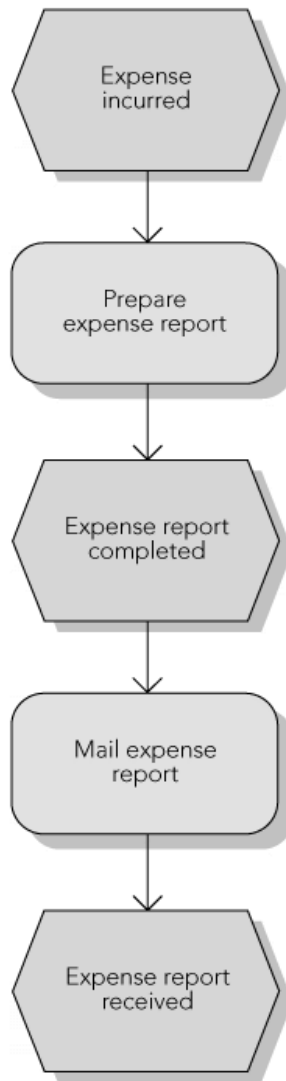 Expense
incurred
Prepare
expense report
Expense report
completed
Mail expense
report
Expense report
received